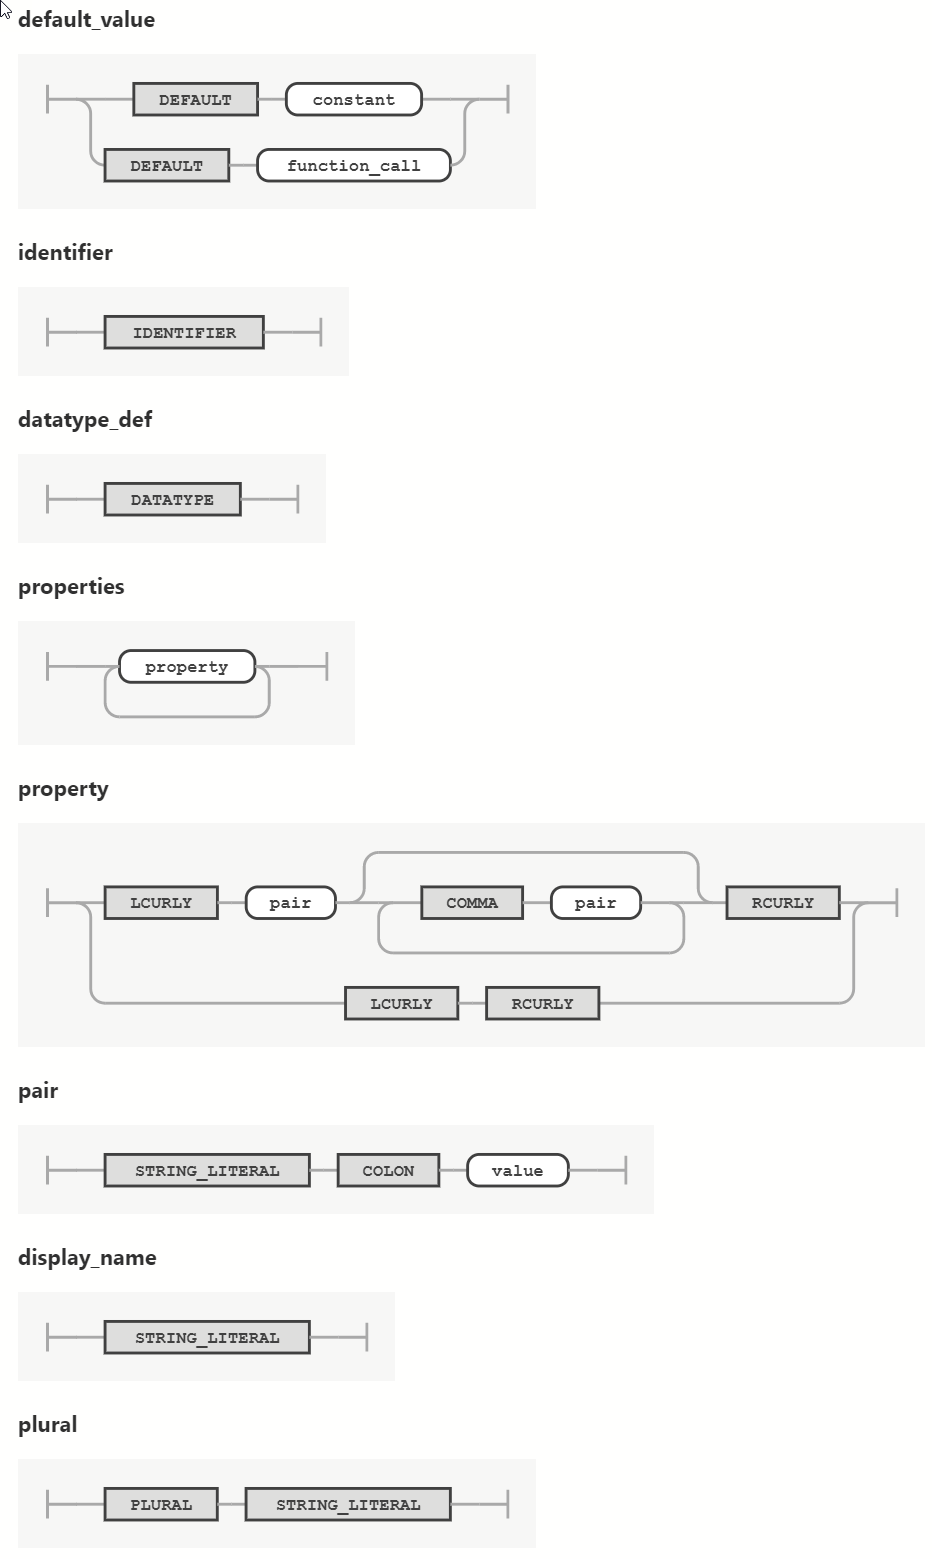 default_value
DEFAULT constant
DEFAULT function_call
identifier
IDENTIFIER
datatype_def
DATATYPE
properties
property
property
LCURLY pair COMMA pair RCURLY
LCURLY RCURLY
pair
STRING_LITERAL COLON value
display_name
STRING_LITERAL
plural
PLURAL STRING_LITERAL